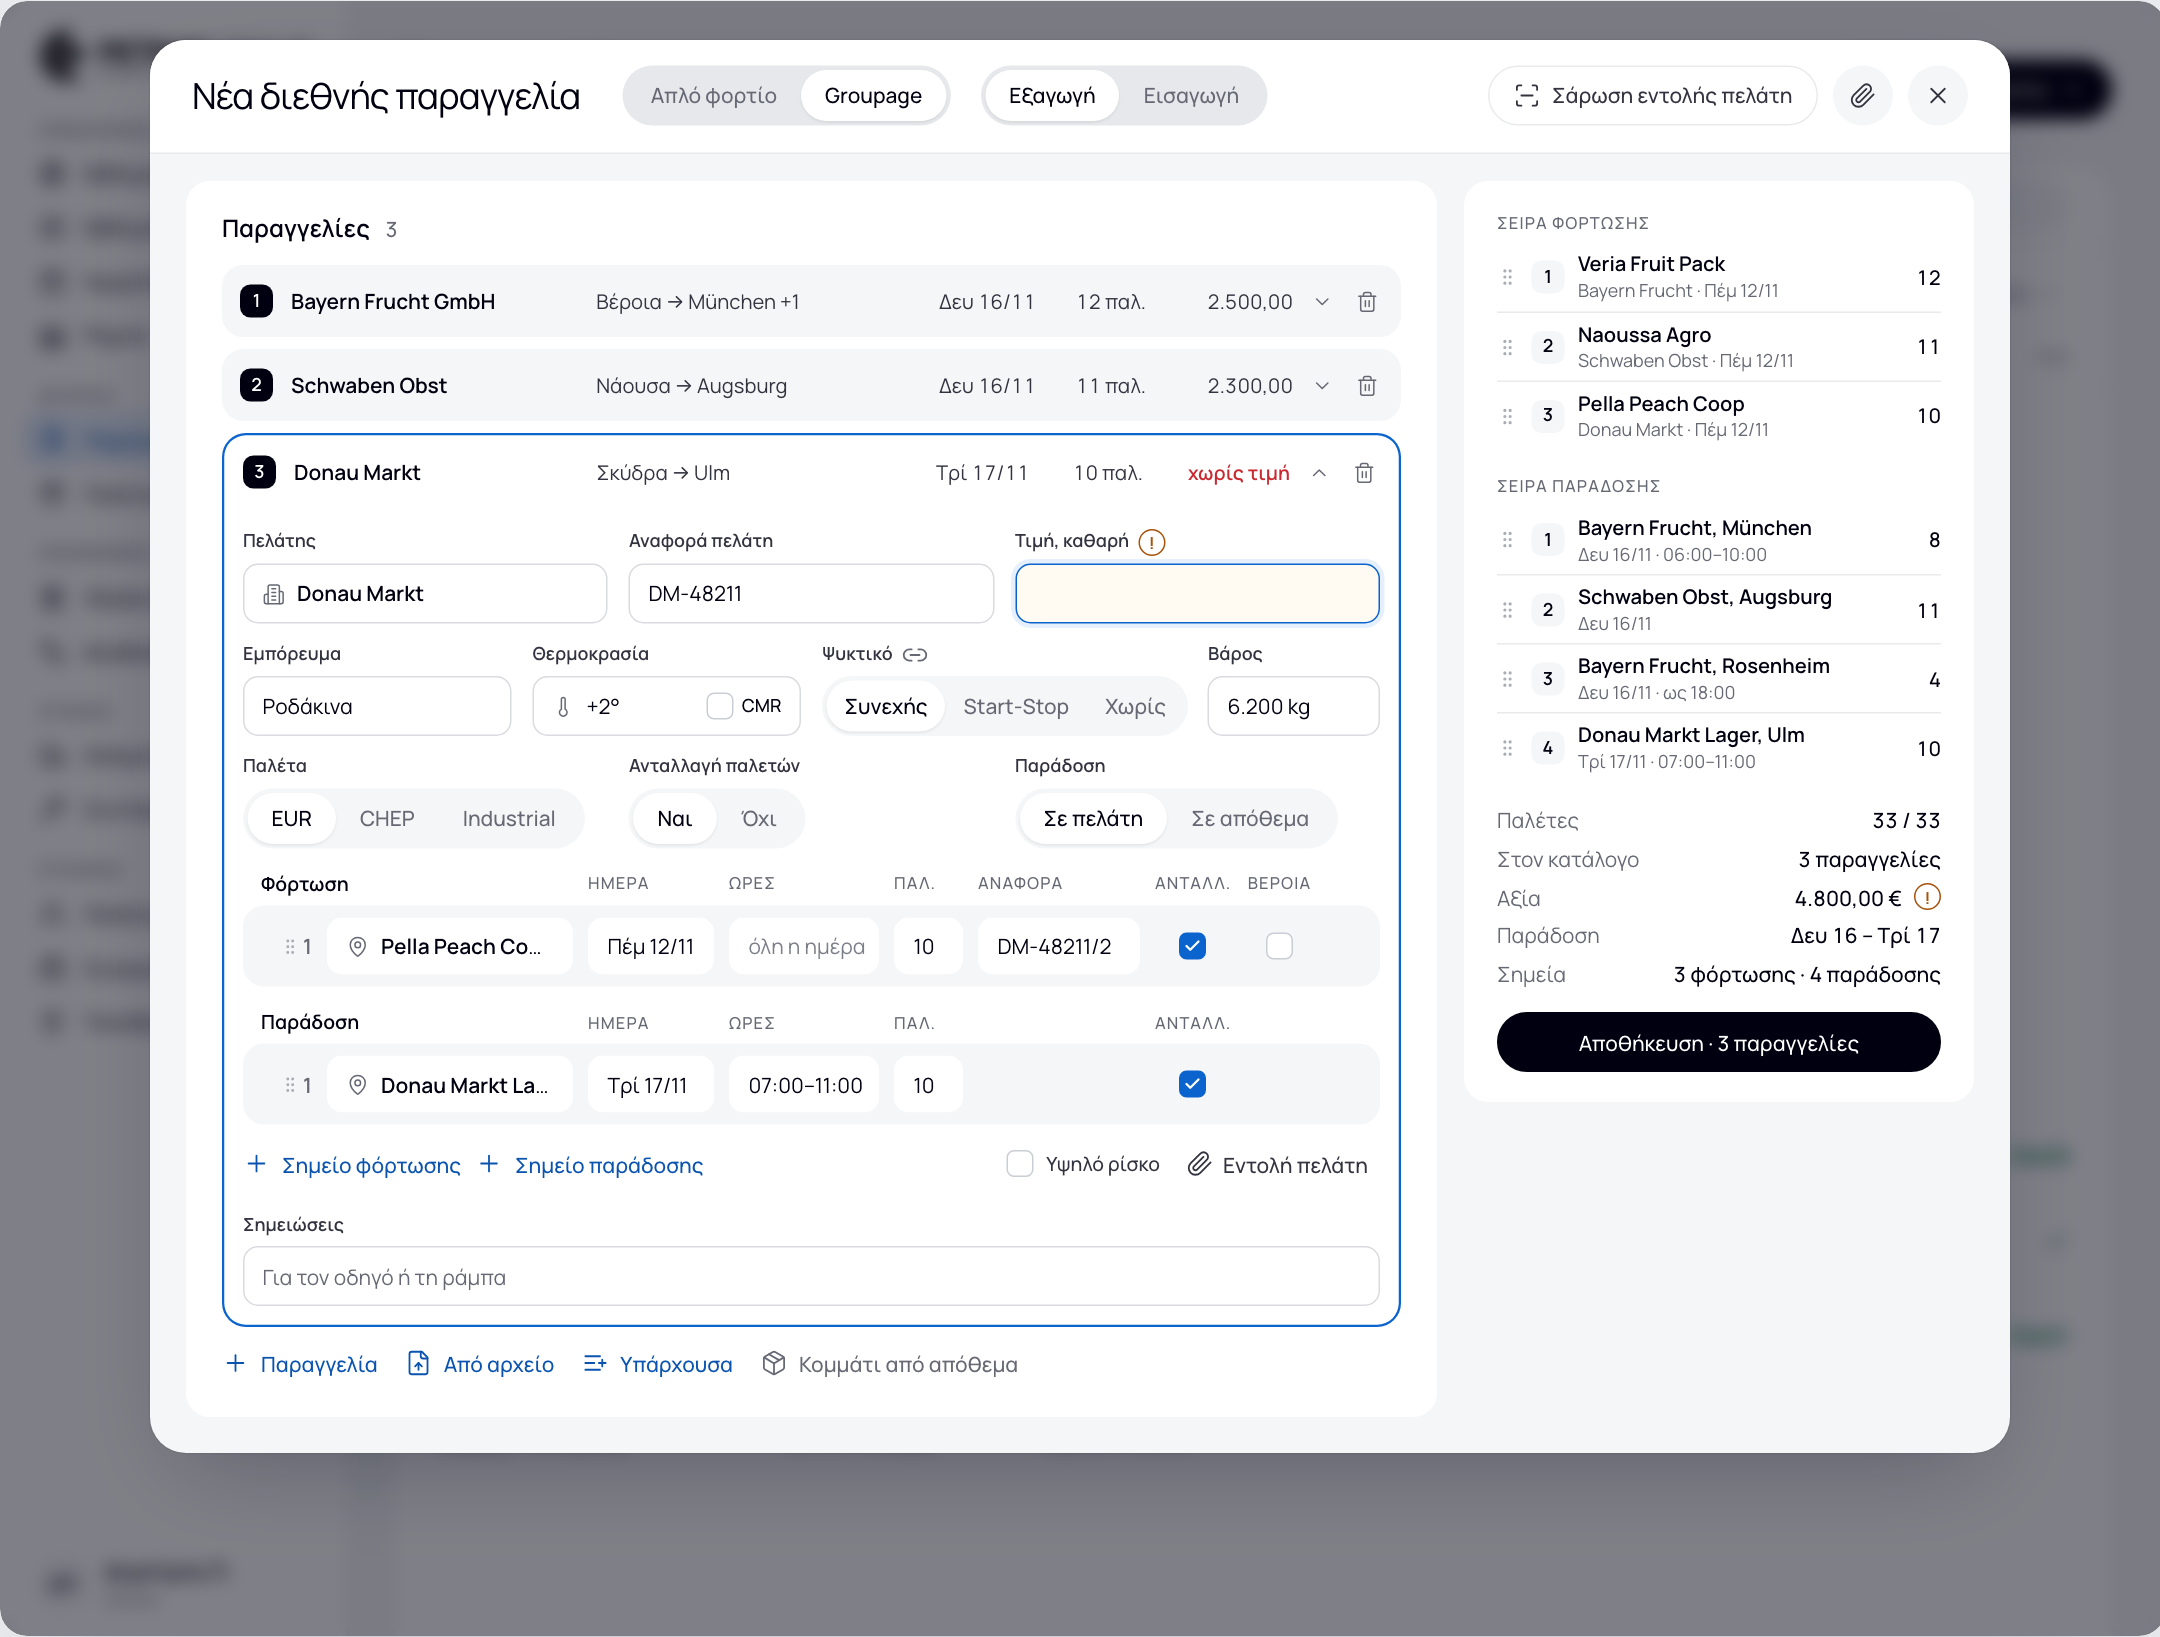 Νέα διεθνής παραγγελία
Απλό φορτίο Groupage
Εξαγωγή Εισαγωγή
Σάρωση εντολής πελάτη
Παραγγελίες 3
1 Bayern Frucht GmbH Βέροια → München +1 Δευ 16/11 12 παλ. 2.500,00
2 Schwaben Obst Νάουσα → Augsburg Δευ 16/11 11 παλ. 2.300,00
3 Donau Markt Σκύδρα → Ulm Τρί 17/11 10 παλ. χωρίς τιμή
Πελάτης Αναφορά πελάτη Τιμή, καθαρή
Donau Markt DM-48211
Εμπόρευμα Θερμοκρασία Ψυκτικό Βάρος
Ροδάκινα +2° CMR Συνεχής Start-Stop Χωρίς 6.200 kg
Παλέτα Ανταλλαγή παλετών Παράδοση
EUR CHEP Industrial Ναι Όχι Σε πελάτη Σε απόθεμα
Φόρτωση ΗΜΕΡΑ ΩΡΕΣ ΠΑΛ. ΑΝΑΦΟΡΑ ΑΝΤΑΛΛ. ΒΕΡΟΙΑ
1 Pella Peach Co... Πέμ 12/11 όλη η ημέρα 10 DM-48211/2
Παράδοση ΗΜΕΡΑ ΩΡΕΣ ΠΑΛ. ΑΝΤΑΛΛ.
1 Donau Markt La... Τρί 17/11 07:00–11:00 10
Σημείο φόρτωσης Σημείο παράδοσης Υψηλό ρίσκο Εντολή πελάτη
Σημειώσεις
Για τον οδηγό ή τη ράμπα
Παραγγελία Από αρχείο Υπάρχουσα Κομμάτι από απόθεμα
ΣΕΙΡΑ ΦΟΡΤΩΣΗΣ
1 Veria Fruit Pack 12
Bayern Frucht · Πέμ 12/11
2 Naoussa Agro 11
Schwaben Obst · Πέμ 12/11
3 Pella Peach Coop 10
Donau Markt · Πέμ 12/11
ΣΕΙΡΑ ΠΑΡΑΔΟΣΗΣ
1 Bayern Frucht, München 8
Δευ 16/11 · 06:00–10:00
2 Schwaben Obst, Augsburg 11
Δευ 16/11
3 Bayern Frucht, Rosenheim 4
Δευ 16/11 · ως 18:00
4 Donau Markt Lager, Ulm 10
Τρί 17/11 · 07:00–11:00
Παλέτες 33 / 33
Στον κατάλογο 3 παραγγελίες
Αξία 4.800,00 €
Παράδοση Δευ 16 – Τρί 17
Σημεία 3 φόρτωσης · 4 παράδοσης
Αποθήκευση · 3 παραγγελίες